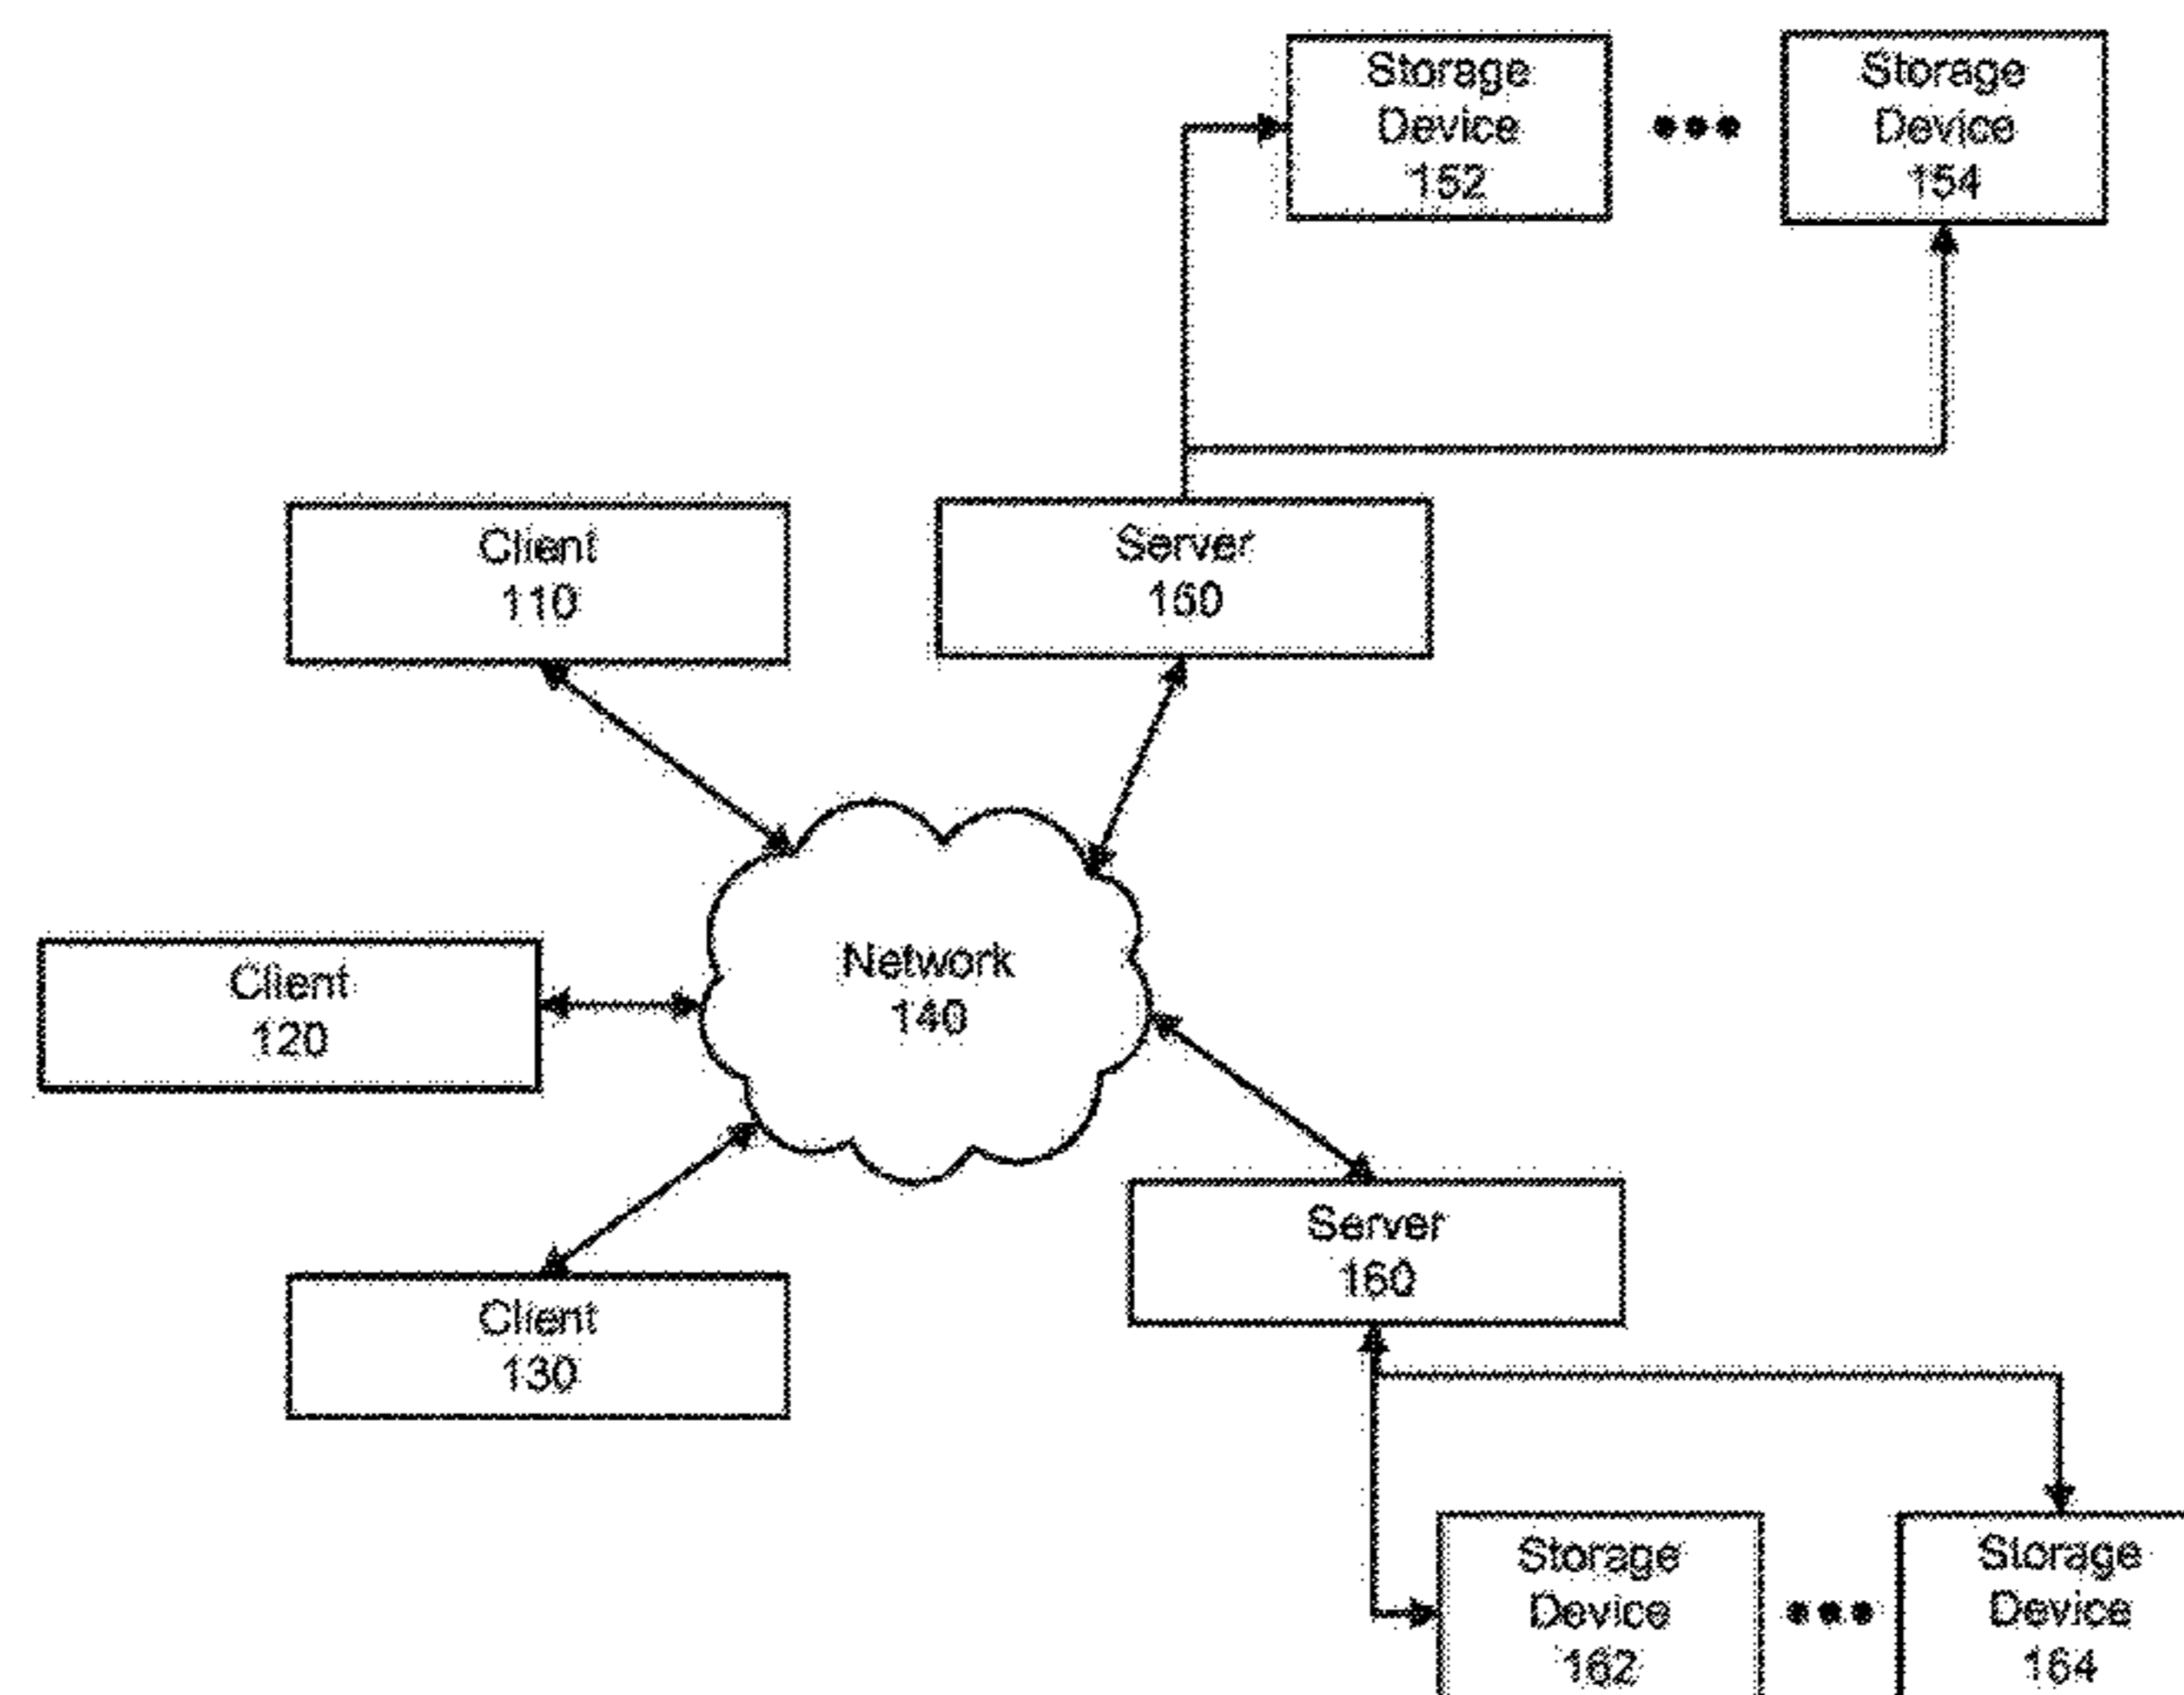 Storage
Device
152
Storage
Device
154
Client
110
Server
150
Client
120
Network
140
Server
160
Client
130
Storage
Device
162
Storage
Device
164